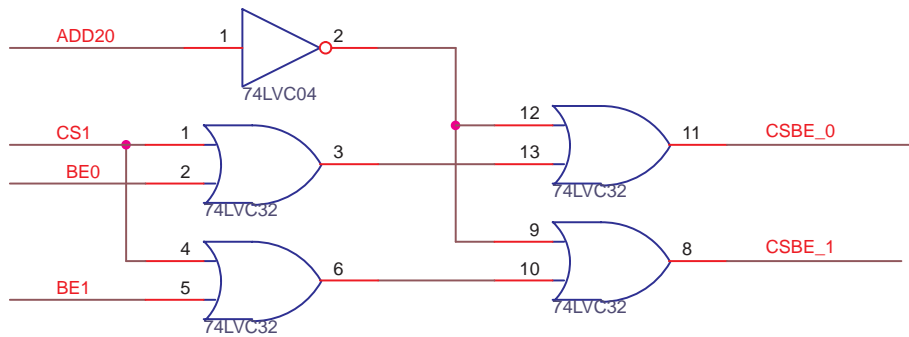 ADD20 1 2
74LVC04
CS1 1 3
BE0 2
74LVC32
4 6
BE1 5
74LVC32
12 11 CSBE_0
13
74LVC32
9 8 CSBE_1
10
74LVC32